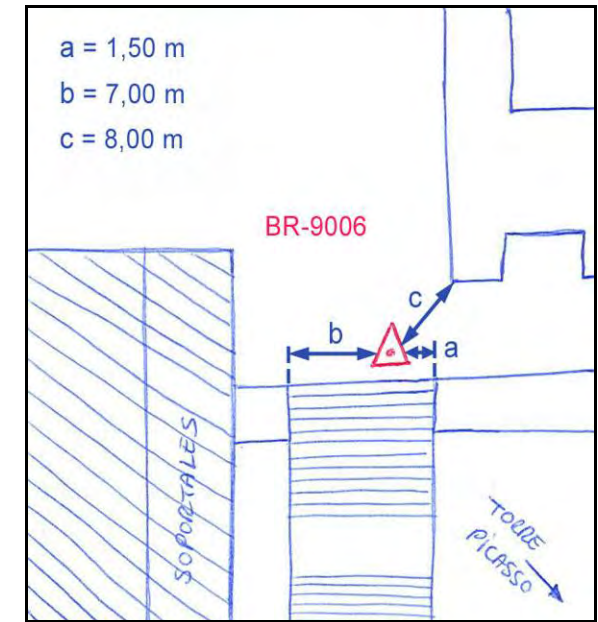 a = 1,50 m
b = 7,00 m
c = 8,00 m
BR-9006
c
b
a
SOPORTALES
TORRE
PICASSO